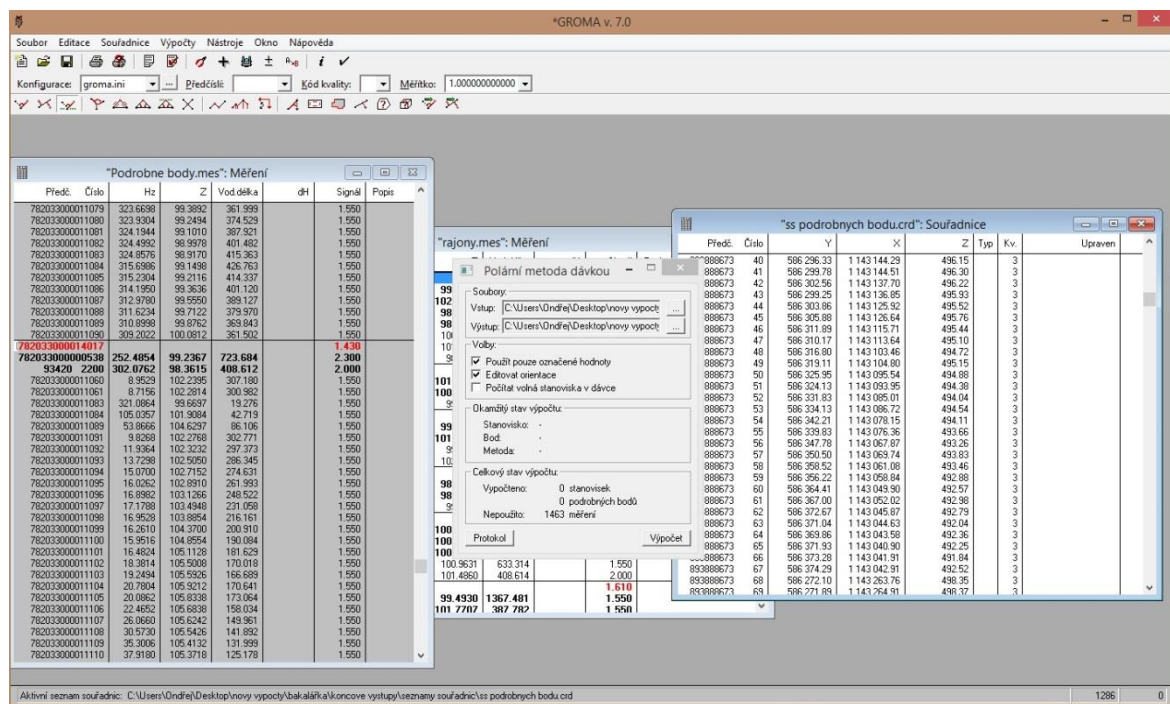 *GROMA v. 7.0
Soubor Editace Souřadnice Výpočty Nástroje Okno Nápověda
Konfigurace: groma.ini ... Předčíslí: Kód kvality: Měřítko: 1.000000000000
"Podrobne body.mes": Měření
Předč. Číslo Hz Z Vod.délka dH Signál Popis
782033000011079 323.6698 99.3892 361.999 1.550
782033000011080 323.9304 99.2494 374.529 1.550
782033000011081 324.1944 99.1010 387.921 1.550
782033000011082 324.4992 98.9978 401.482 1.550
782033000011083 324.8576 98.9170 415.363 1.550
782033000011084 315.6986 99.1498 426.763 1.550
782033000011085 315.2304 99.2116 414.337 1.550
782033000011086 314.1950 99.3636 401.120 1.550
782033000011087 312.9780 99.5550 389.127 1.550
782033000011088 311.6234 99.7122 379.970 1.550
782033000011089 310.8998 99.8762 369.843 1.550
782033000011090 309.2022 100.0812 361.502 1.550
782033000014017 1.430
782033000000538 252.4854 99.2367 723.684 2.300
93420 2200 302.0762 98.3615 408.612 2.000
782033000011060 8.9529 102.2395 307.180 1.550
782033000011061 8.7156 102.2814 300.982 1.550
782033000011083 321.0864 99.6697 19.276 1.550
782033000011084 105.0357 101.9084 42.719 1.550
782033000011089 53.8666 104.6297 86.106 1.550
782033000011091 9.8268 102.2768 302.771 1.550
782033000011092 11.9364 102.3232 297.373 1.550
782033000011093 13.7298 102.5050 286.345 1.550
782033000011094 15.0700 102.7152 274.631 1.550
782033000011095 16.0262 102.8910 261.993 1.550
782033000011096 16.8982 103.1266 248.522 1.550
782033000011097 17.1788 103.4948 231.058 1.550
782033000011098 16.9528 103.8854 216.161 1.550
782033000011099 16.2610 104.3700 200.910 1.550
782033000011100 15.9516 104.8554 190.084 1.550
782033000011101 16.4824 105.1128 181.629 1.550
782033000011102 18.3814 105.5008 170.018 1.550
782033000011103 19.2494 105.5926 166.689 1.550
782033000011104 20.7804 105.9212 170.641 1.550
782033000011105 20.0862 105.6338 173.064 1.550
782033000011106 22.4652 105.6838 158.034 1.550
782033000011107 26.0660 105.6242 149.961 1.550
782033000011108 30.5730 105.5426 141.892 1.550
782033000011109 35.3006 105.4132 131.999 1.550
782033000011110 37.9180 105.3718 125.178 1.550
"rajony.mes": Měření
100.9631 633.314 1.550
101.4860 408.614 2.000
1.610
99.4930 1367.481 1.550
101.7707 387.782 1.550
Polární metoda dávkou
Soubory:
Vstup: C:\Users\Ondřej\Desktop\novy vypocty ...
Výstup: C:\Users\Ondřej\Desktop\novy vypocty ...
Volby:
Použít pouze označené hodnoty
Editovat orientace
Počítat volná stanoviska v dávce
Okamžitý stav výpočtu:
Stanovisko: -
Bod: -
Metoda: -
Celkový stav výpočtu:
Vypočteno: 0 stanovisek
0 podrobných bodů
Nepoužito: 1463 měření
Protokol Výpočet
"ss podrobnych bodu.crd": Souřadnice
Předč. Číslo Y X Z Typ Kv. Upraven
893888673 40 586 296.33 1 143 144.29 496.15 3
888673 41 586 299.78 1 143 144.51 496.30 3
888673 42 586 302.56 1 143 137.70 496.22 3
888673 43 586 299.25 1 143 136.85 495.93 3
888673 44 586 303.86 1 143 125.92 495.52 3
888673 45 586 305.88 1 143 126.64 495.76 3
888673 46 586 311.89 1 143 115.71 495.44 3
888673 47 586 310.17 1 143 113.64 495.10 3
888673 48 586 316.80 1 143 103.46 494.72 3
888673 49 586 319.11 1 143 104.80 495.15 3
888673 50 586 325.95 1 143 095.54 494.88 3
888673 51 586 324.13 1 143 093.95 494.38 3
888673 52 586 331.83 1 143 085.01 494.04 3
888673 53 586 334.13 1 143 086.72 494.54 3
888673 54 586 342.21 1 143 078.15 494.11 3
888673 55 586 339.83 1 143 076.36 493.66 3
888673 56 586 347.78 1 143 067.87 493.26 3
888673 57 586 350.50 1 143 069.74 493.83 3
888673 58 586 358.52 1 143 061.08 493.46 3
888673 59 586 356.22 1 143 058.84 492.88 3
888673 60 586 364.41 1 143 049.90 492.57 3
888673 61 586 367.00 1 143 052.02 492.98 3
888673 62 586 372.67 1 143 045.87 492.79 3
888673 63 586 371.04 1 143 044.63 492.04 3
888673 64 586 369.86 1 143 043.58 492.36 3
888673 65 586 371.93 1 143 040.90 492.25 3
888673 66 586 373.28 1 143 041.91 491.84 3
893888673 67 586 374.29 1 143 042.91 492.52 3
893888673 68 586 272.10 1 143 263.76 498.35 3
893888673 69 586 271.89 1 143 264.91 498.37 3
Aktivní seznam souřadnic: C:\Users\Ondřej\Desktop\novy vypocty\bakalářka\koncove vystupy\seznamy souřadnic\ss podrobnych bodu.crd 1286 0